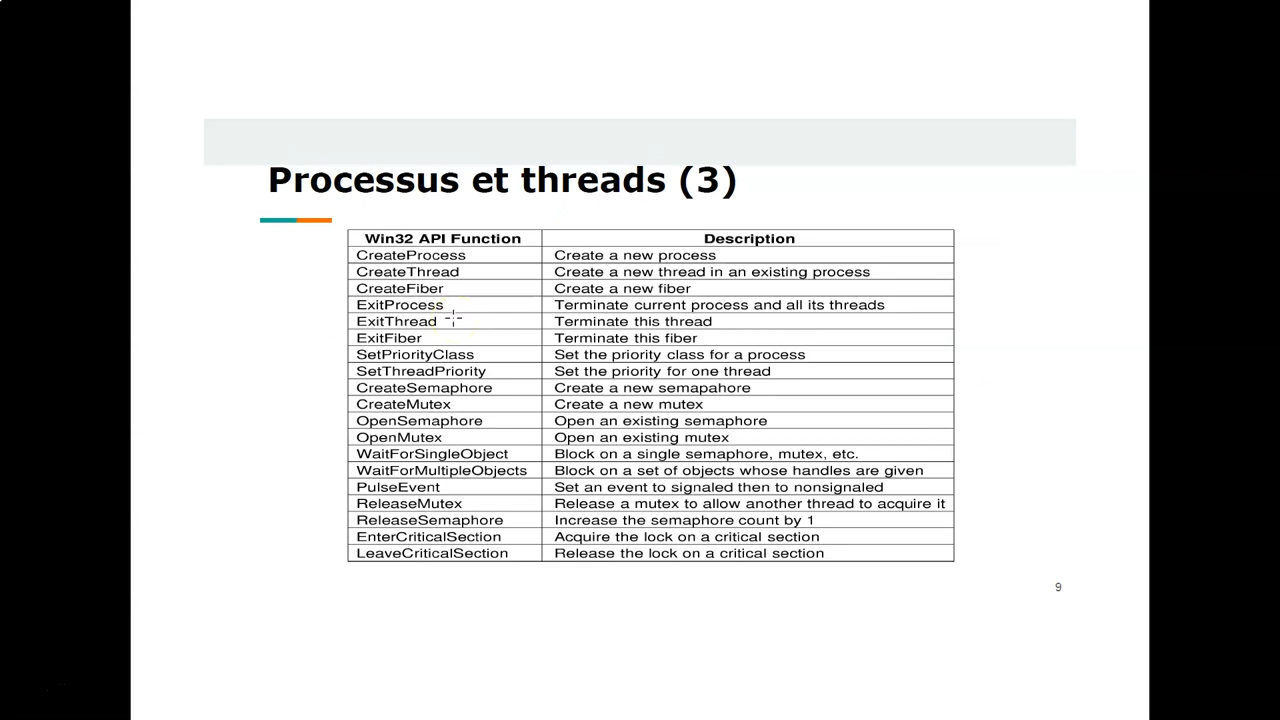 Processus et threads (3)
Win32 API Function Description
CreateProcess Create a new process
CreateThread Create a new thread in an existing process
CreateFiber Create a new fiber
ExitProcess Terminate current process and all its threads
ExitThread Terminate this thread
ExitFiber Terminate this fiber
SetPriorityClass Set the priority class for a process
SetThreadPriority Set the priority for one thread
CreateSemaphore Create a new semapahore
CreateMutex Create a new mutex
OpenSemaphore Open an existing semaphore
OpenMutex Open an existing mutex
WaitForSingleObject Block on a single semaphore, mutex, etc.
WaitForMultipleObjects Block on a set of objects whose handles are given
PulseEvent Set an event to signaled then to nonsignaled
ReleaseMutex Release a mutex to allow another thread to acquire it
ReleaseSemaphore Increase the semaphore count by 1
EnterCriticalSection Acquire the lock on a critical section
LeaveCriticalSection Release the lock on a critical section
9